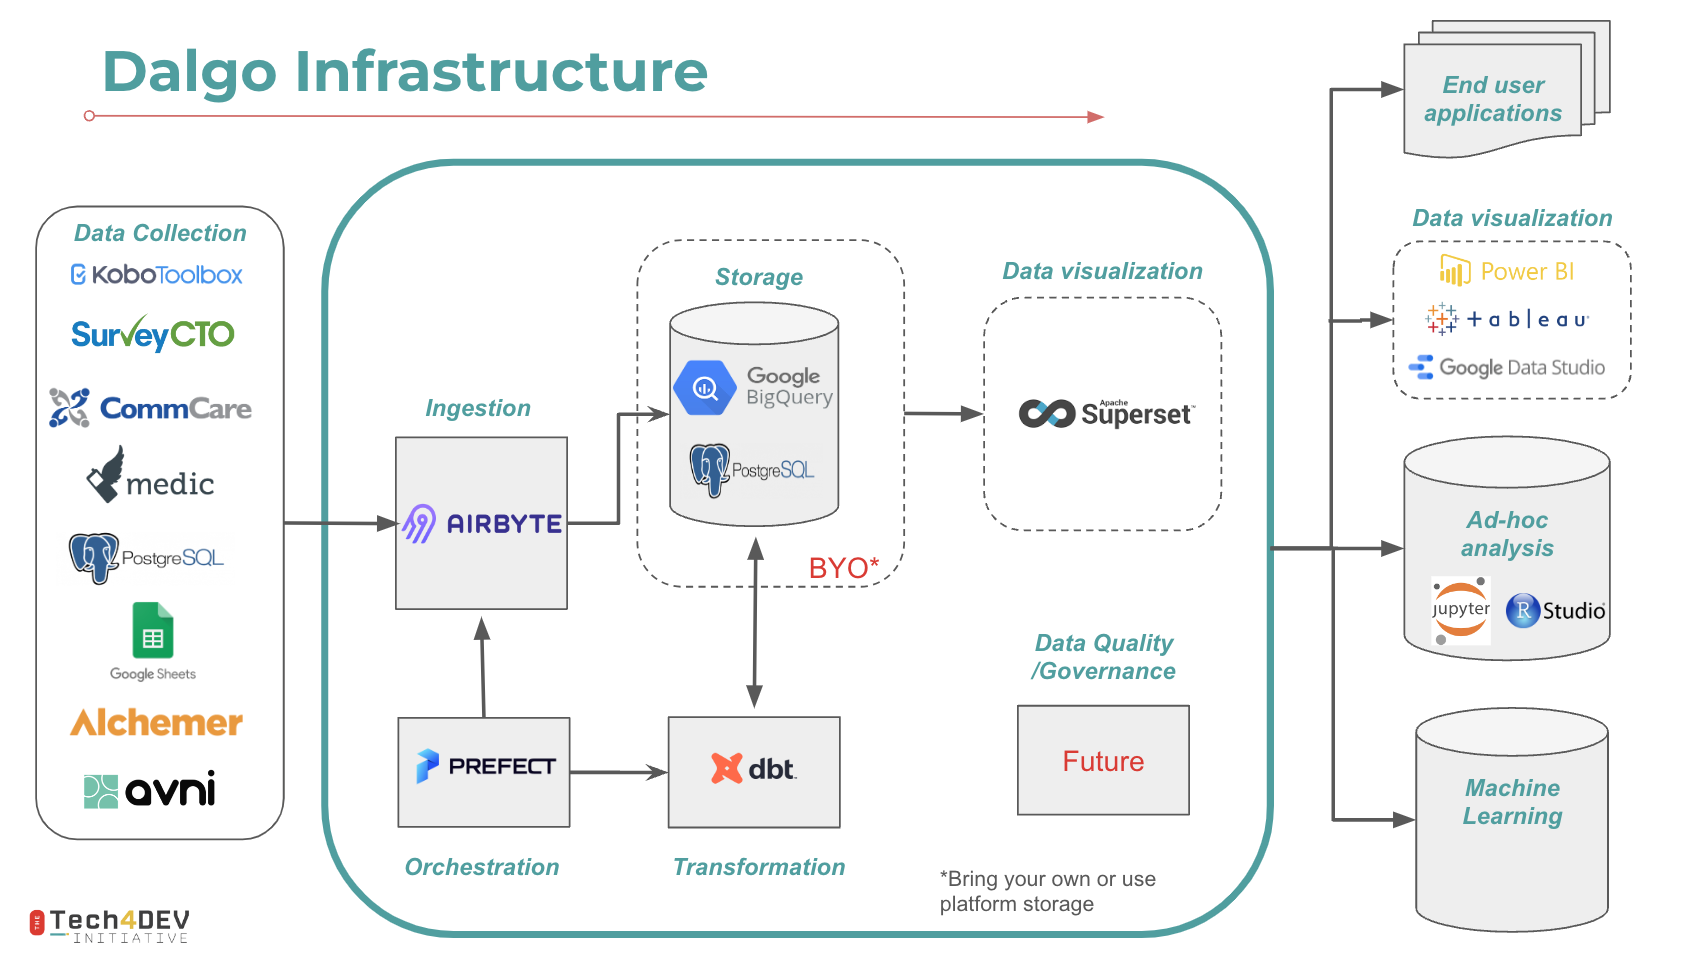 Dalgo Infrastructure
Data Collection
KoboToolbox
SurveyCTO
CommCare
medic
PostgreSQL
Google Sheets
Alchemer
avni
Ingestion
AIRBYTE
PREFECT
Orchestration
Storage
Google
BigQuery
PostgreSQL
BYO*
dbt
Transformation
Data visualization
Apache
Superset™
Data Quality
/Governance
Future
*Bring your own or use
platform storage
End user
applications
Data visualization
Power BI
+ableau
Google Data Studio
Ad-hoc
analysis
jupyter
R Studio
Machine
Learning
THE
Tech4DEV
INITIATIVE